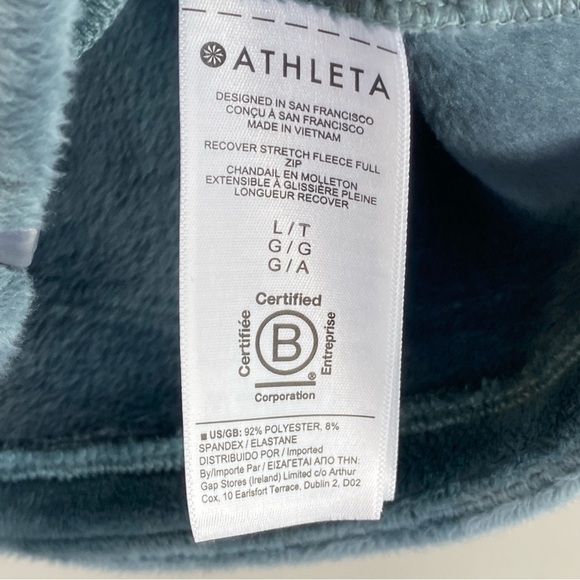 ATHLETA
DESIGNED IN SAN FRANCISCO
CONÇU À SAN FRANCISCO
MADE IN VIETNAM
RECOVER STRETCH FLEECE FULL
ZIP
CHANDAIL EN MOLLETON
EXTENSIBLE À GLISSIÈRE PLEINE
LONGUEUR RECOVER
L / T
G / G
G / A
Certified
Certifiée
B
Entreprise
®
Corporation
■ US/GB: 92% POLYESTER, 8%
SPANDEX / ELASTANE
DISTRIBUIDO POR / Imported
By/Importe Par / ΕΙΣΑΓΕΤΑΙ ΑΠΟ ΤΗΝ:
Gap Stores (Ireland) Limited c/o Arthur
Cox, 10 Earlsfort Terrace, Dublin 2, D02